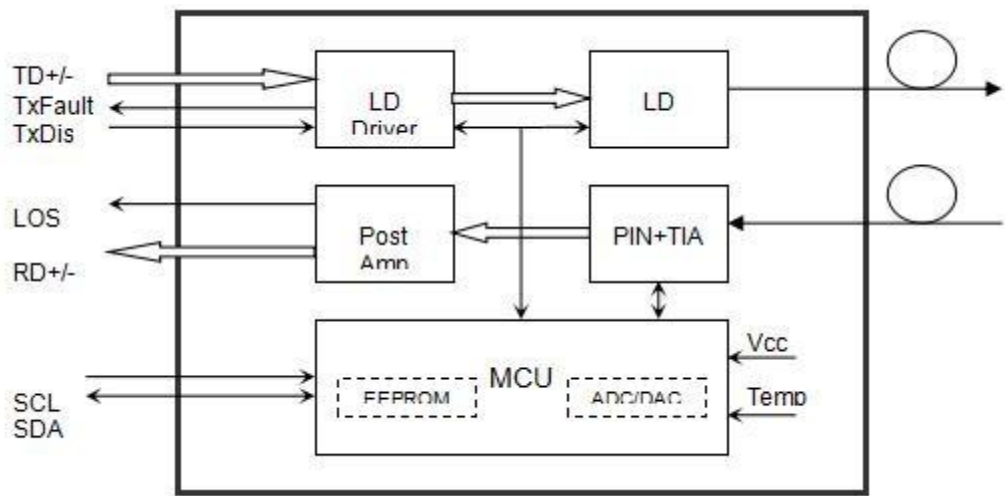 TD+/-
TxFault
TxDis
LD
Driver
LD
LOS
RD+/-
Post
Amp
PIN+TIA
MCU
EEPROM
ADC/DAC
Vcc
Temp
SCL
SDA